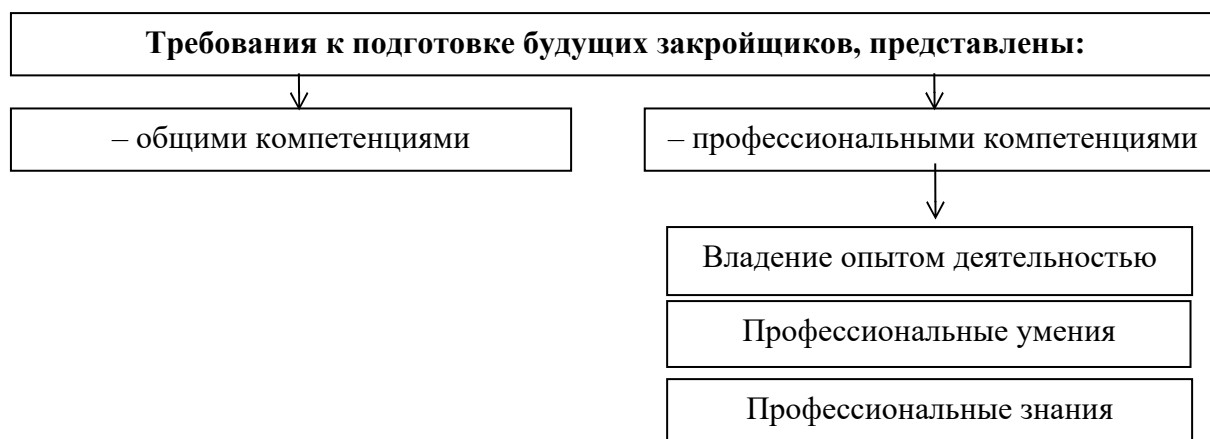 Требования к подготовке будущих закройщиков, представлены:
– общими компетенциями
– профессиональными компетенциями
Владение опытом деятельностью
Профессиональные умения
Профессиональные знания